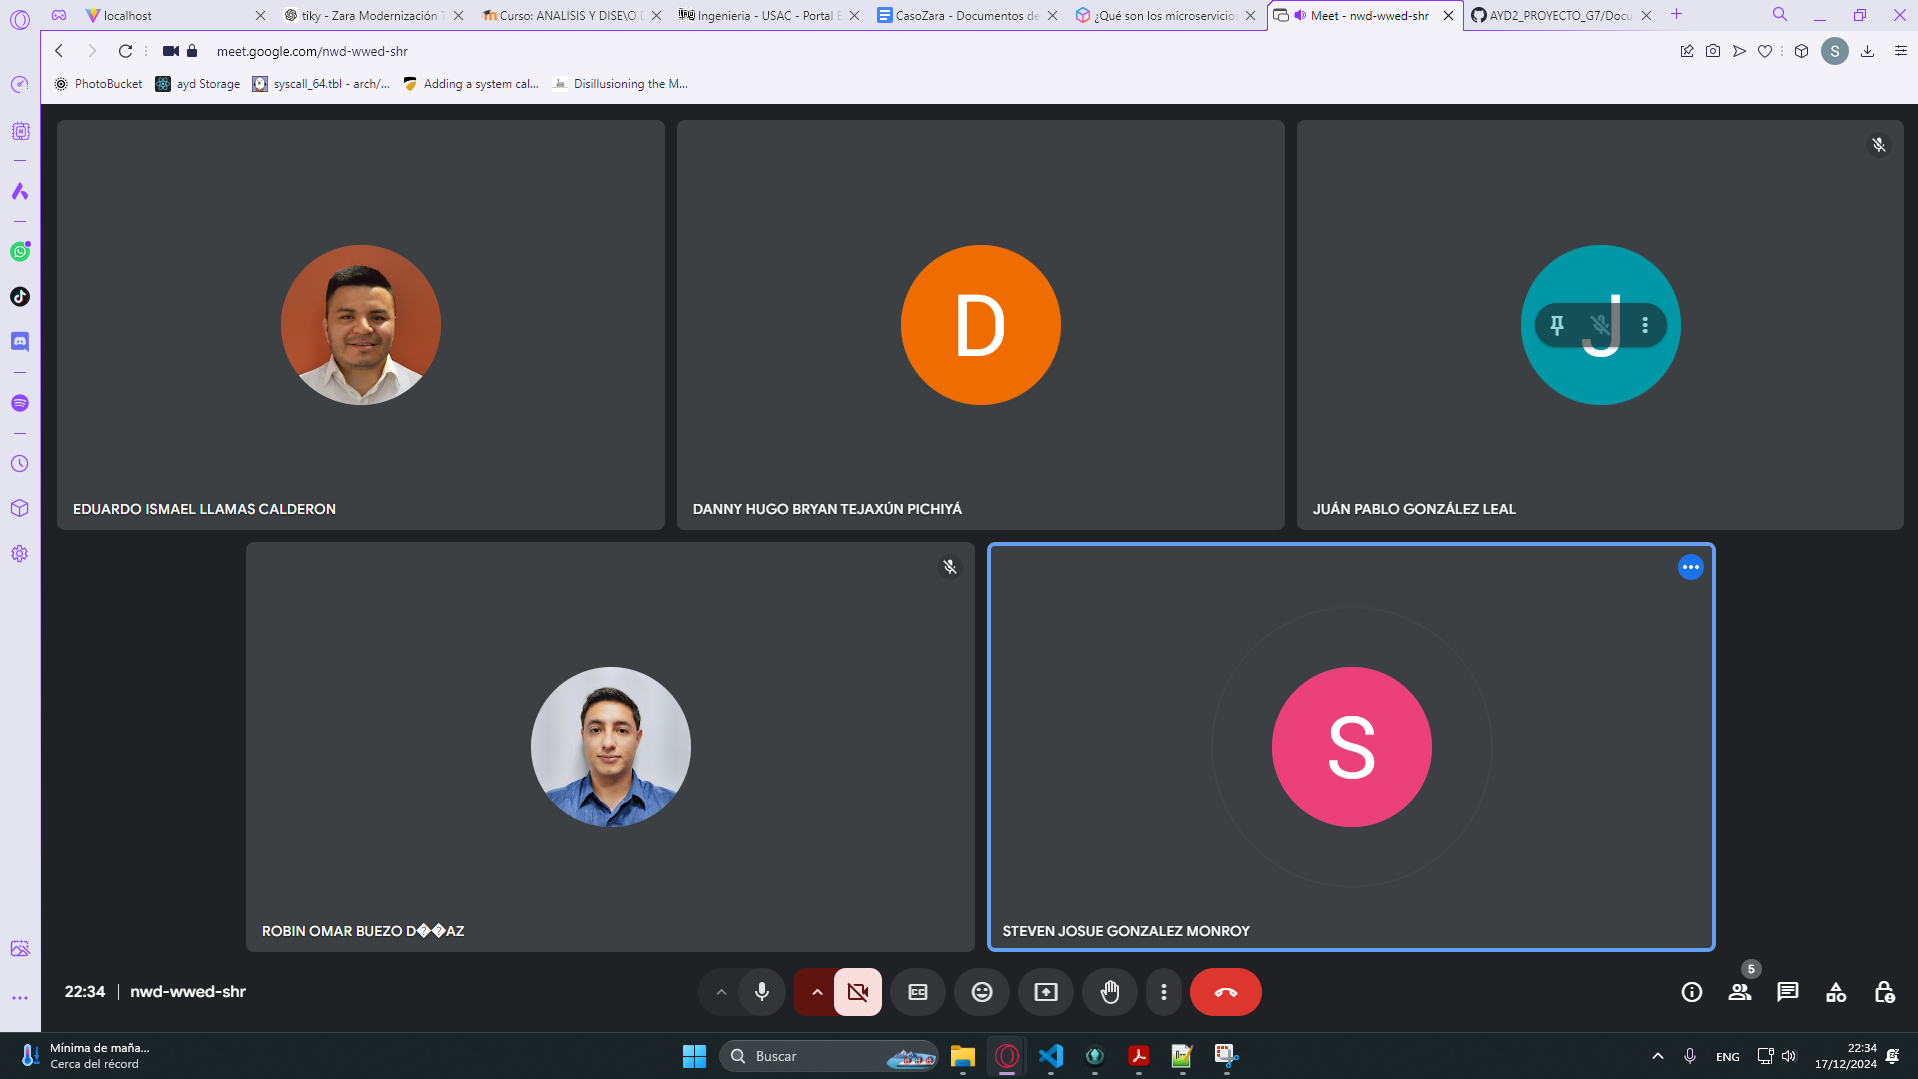 localhost
tiky - Zara Modernización T
Curso: ANALISIS Y DISE\O D
Ingenieria - USAC - Portal E
CasoZara - Documentos de
¿Qué son los microservicios
Meet - nwd-wwed-shr
AYD2_PROYECTO_G7/Docu
meet.google.com/nwd-wwed-shr
S
PhotoBucket
ayd Storage
syscall_64.tbl - arch/...
Adding a system cal...
Disillusioning the M...
D
J
EDUARDO ISMAEL LLAMAS CALDERON
DANNY HUGO BRYAN TEJAXÚN PICHIYÁ
JUÁN PABLO GONZÁLEZ LEAL
S
ROBIN OMAR BUEZO D��AZ
STEVEN JOSUE GONZALEZ MONROY
22:34 | nwd-wwed-shr
CC
5
Mínima de maña...
Cerca del récord
Buscar
ENG
22:34
17/12/2024